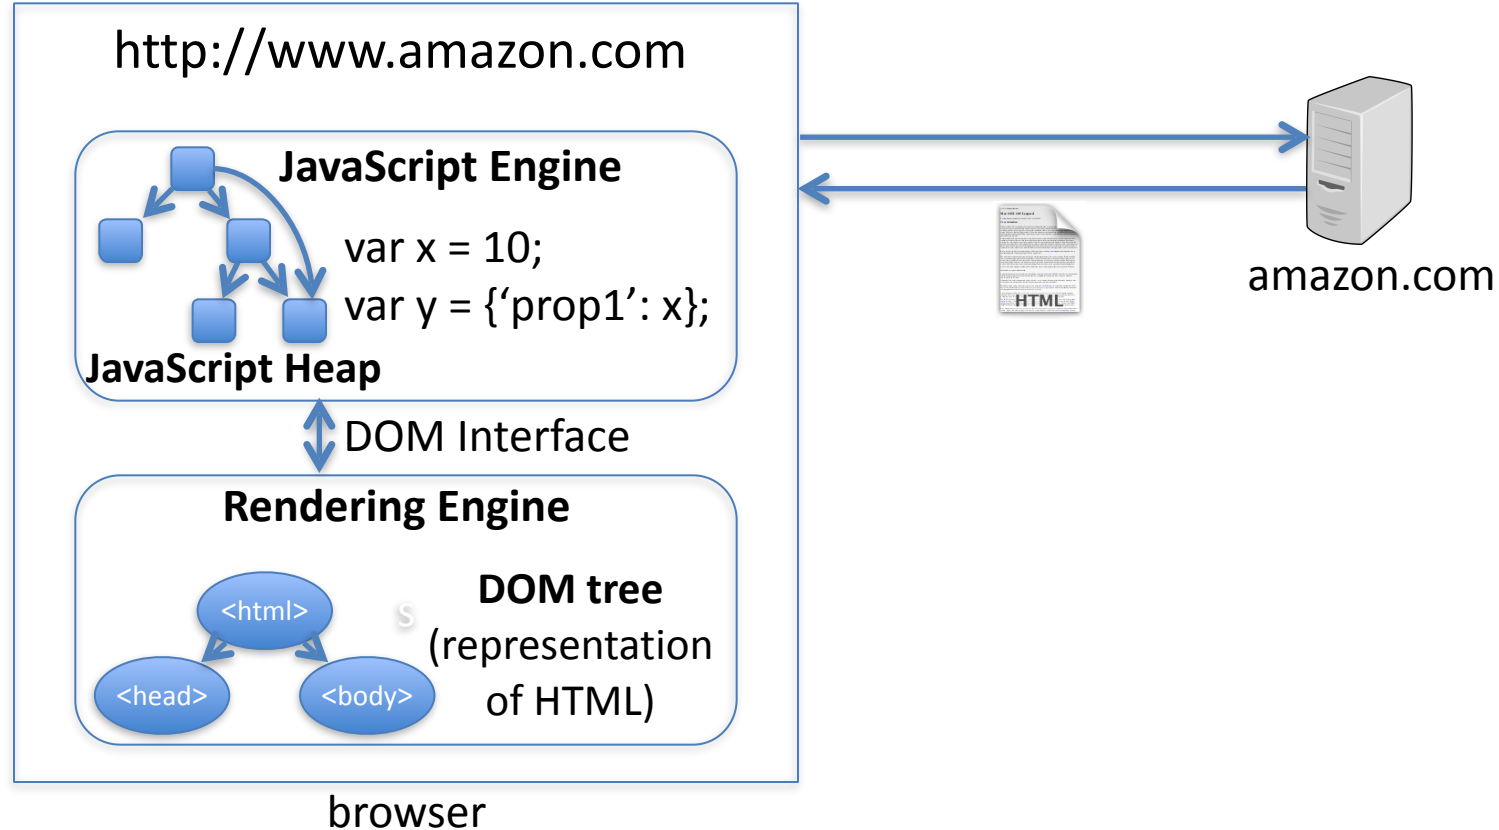 http://www.amazon.com
JavaScript Engine
var x = 10;
var y = {‘prop1’: x};
JavaScript Heap
DOM Interface
Rendering Engine
<html>
<head>
<body>
s
DOM tree
(representation
of HTML)
browser
HTML
amazon.com